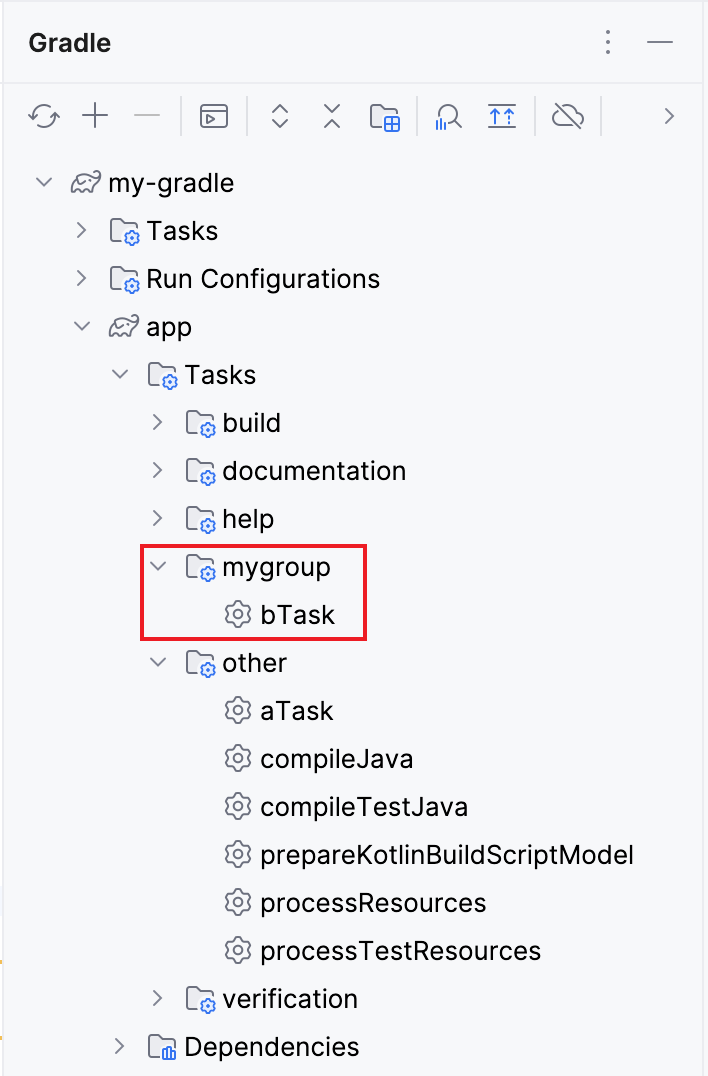 Gradle
my-gradle
Tasks
Run Configurations
app
Tasks
build
documentation
help
mygroup
bTask
other
aTask
compileJava
compileTestJava
prepareKotlinBuildScriptModel
processResources
processTestResources
verification
Dependencies